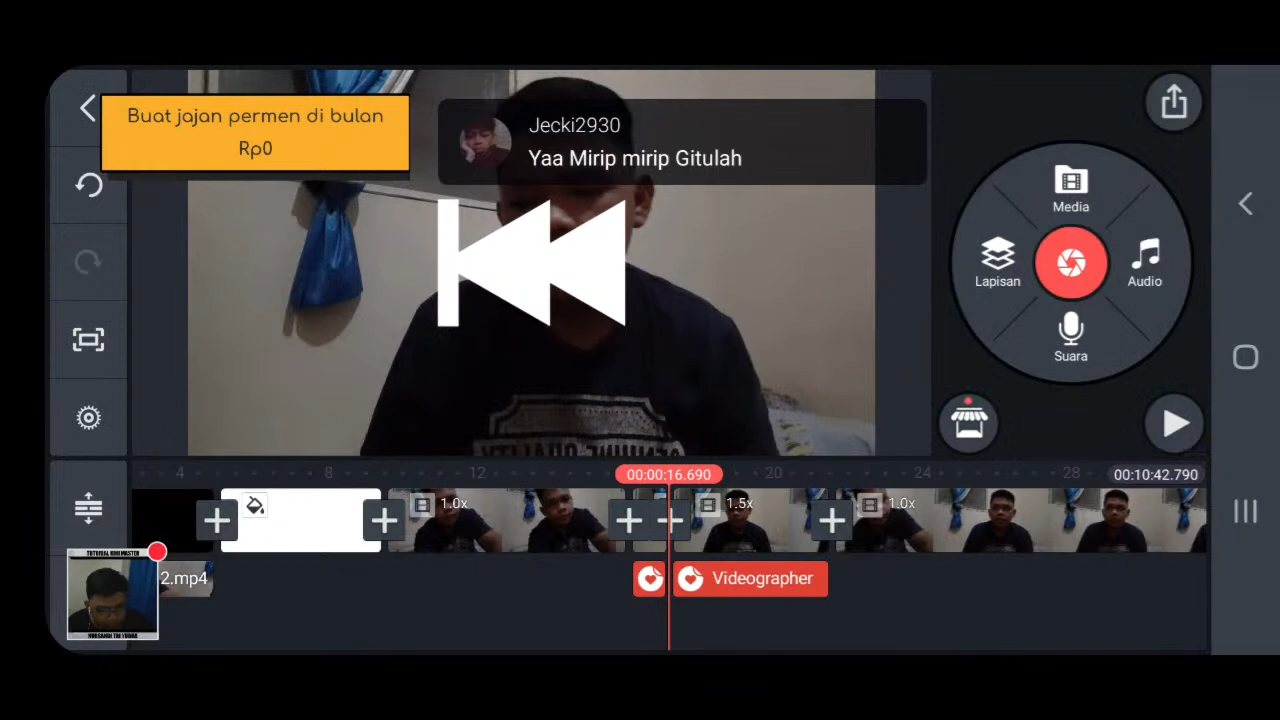 Buat jajan permen di bulan
Rp0
Jecki2930
Yaa Mirip mirip Gitulah
Media
Lapisan
Audio
Suara
4
8
12
00:00:16.690
20
24
28
00:10:42.790
1.0x
1.5x
1.0x
2.mp4
Videographer
TUTORIAL KINEMASTER